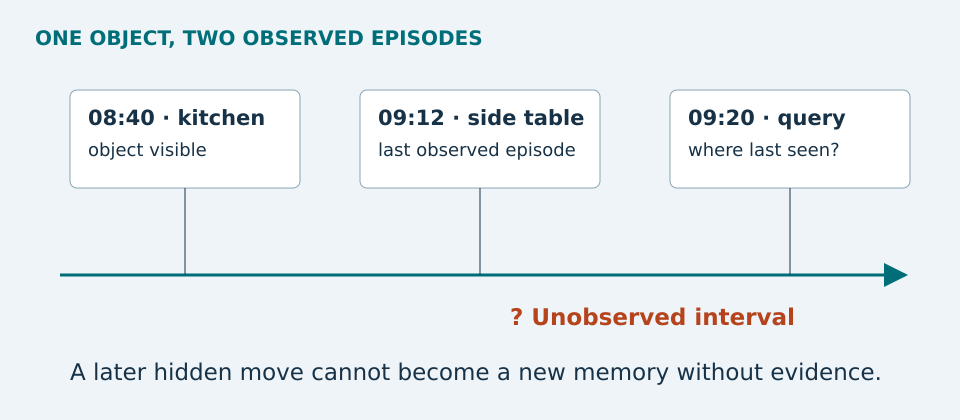 ONE OBJECT, TWO OBSERVED EPISODES
08:40 · kitchen
object visible
09:12 · side table
last observed episode
09:20 · query
where last seen?
? Unobserved interval
A later hidden move cannot become a new memory without evidence.